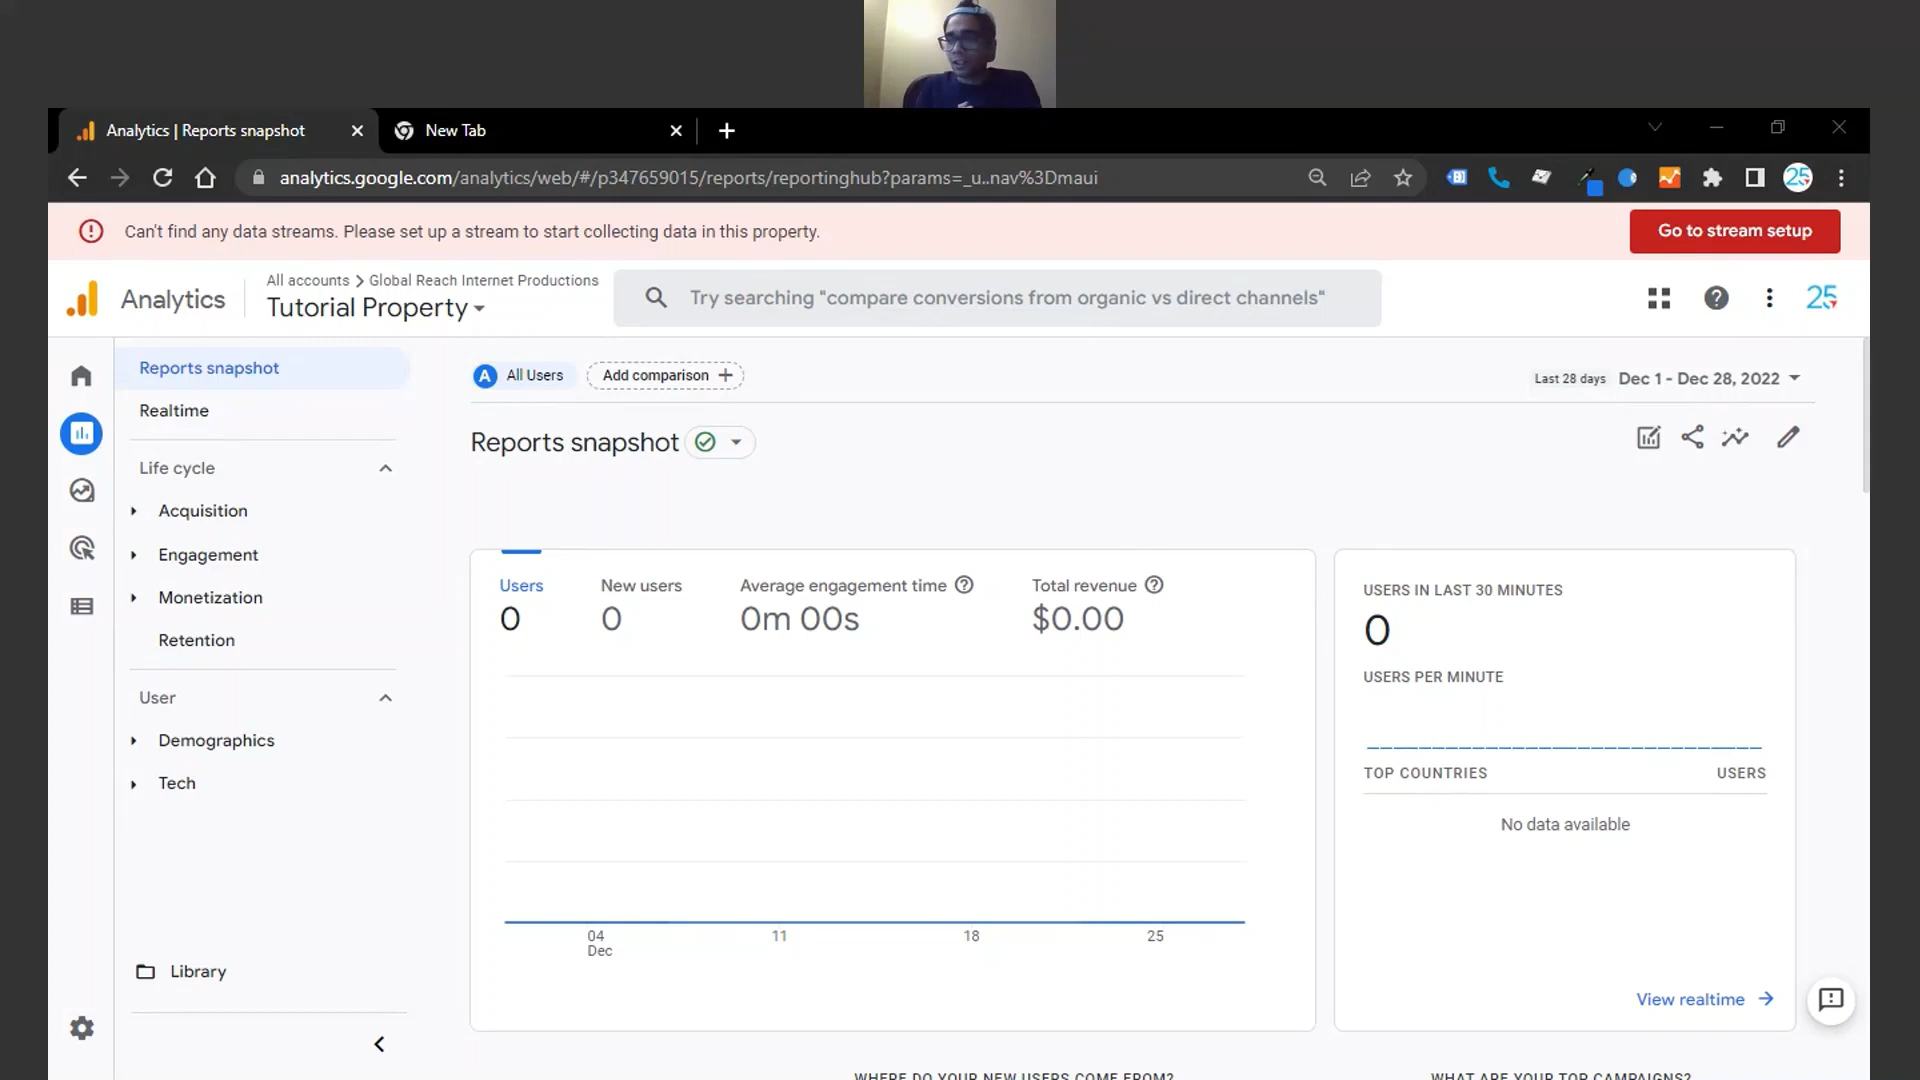 Analytics | Reports snapshot
New Tab
analytics.google.com/analytics/web/#/p347659015/reports/reportinghub?params=_u..nav%3Dmaui
25
Can't find any data streams. Please set up a stream to start collecting data in this property.
Go to stream setup
Analytics
All accounts > Global Reach Internet Productions
Tutorial Property
Try searching "compare conversions from organic vs direct channels"
25
Reports snapshot
Realtime
Life cycle
Acquisition
Engagement
Monetization
Retention
User
Demographics
Tech
Library
A All Users
Add comparison +
Last 28 days Dec 1 - Dec 28, 2022
Reports snapshot
Users
0
New users
0
Average engagement time
0m 00s
Total revenue
$0.00
04
Dec
11
18
25
USERS IN LAST 30 MINUTES
0
USERS PER MINUTE
TOP COUNTRIES USERS
No data available
View realtime
WHERE DO YOUR NEW USERS COME FROM?
WHAT ARE YOUR TOP CAMPAIGNS?